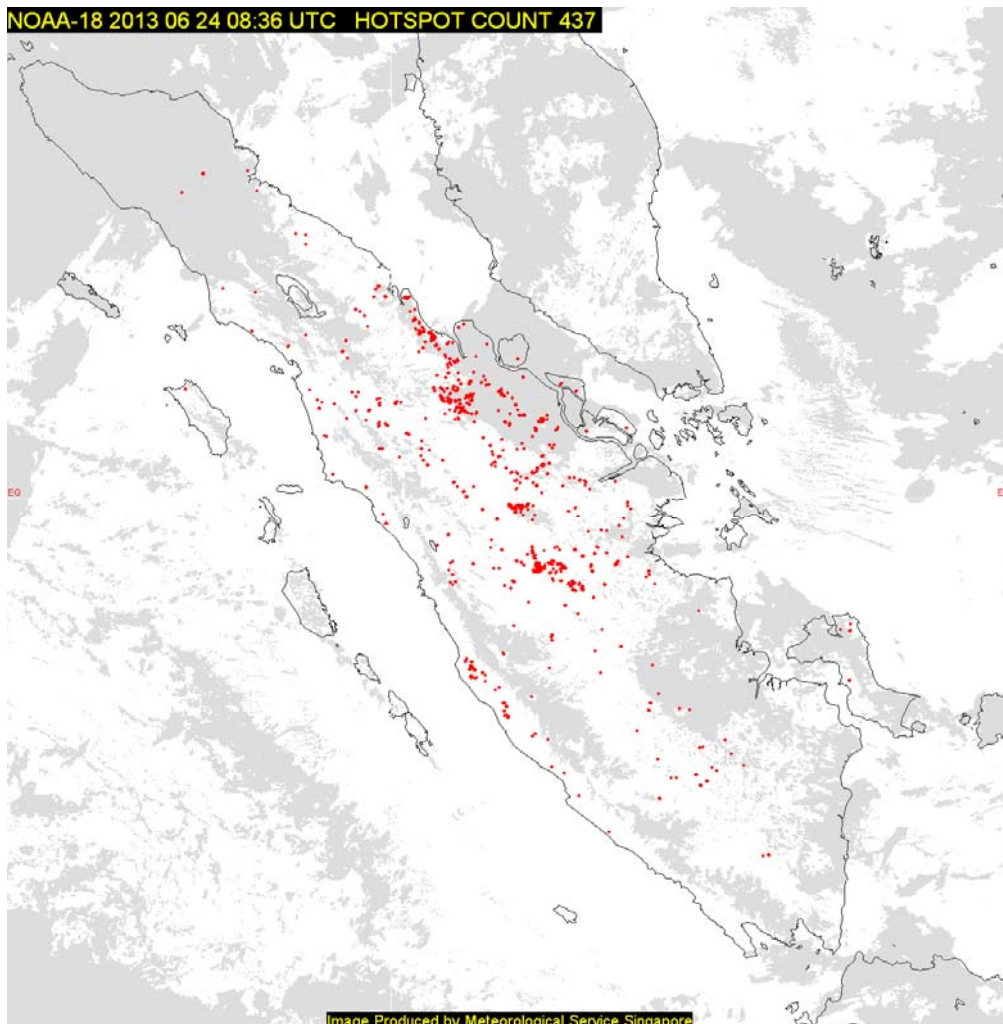 NOAA-18 2013 06 24 08:36 UTC HOTSPOT COUNT 437
EQ
E
Image Produced by Meteorological Service Singapore